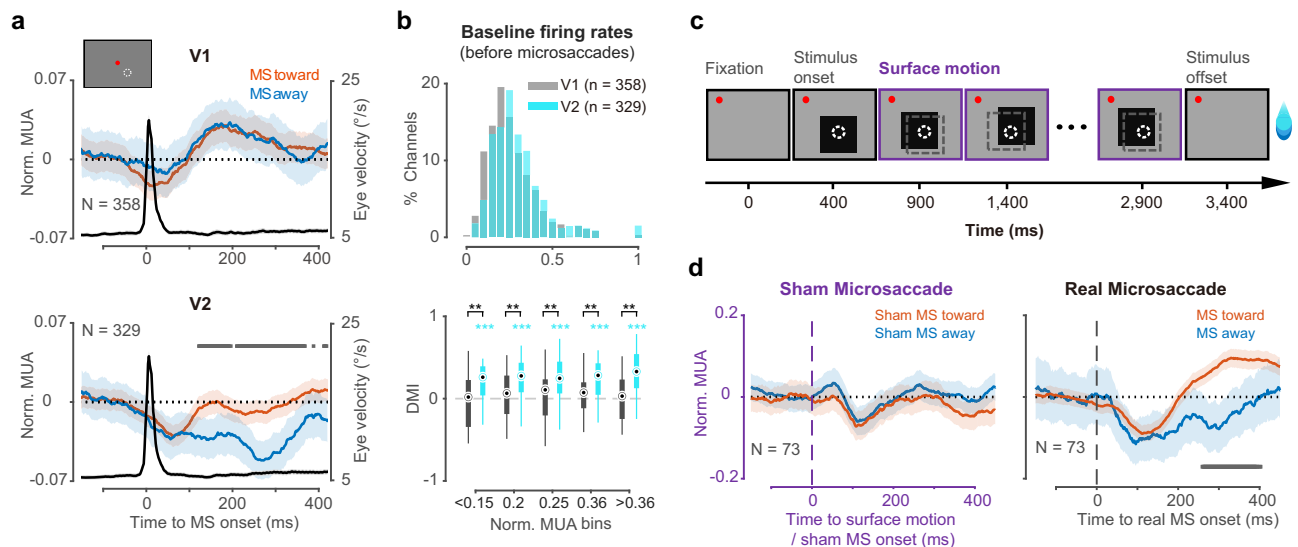 a
V1
0.07
0
-0.07
Norm. MUA
MS toward
MS away
25
5
Eye velocity (°/s)
N = 358
0
200
400
V2
0.07
0
-0.07
Norm. MUA
N = 329
25
5
Eye velocity (°/s)
0
200
400
Time to MS onset (ms)
b
Baseline firing rates
(before microsaccades)
20
10
0
% Channels
V1 (n = 358)
V2 (n = 329)
0
0.5
1
** ** ** ** **
*** *** *** *** ***
1
0
-1
DMI
<0.15 0.2 0.25 0.36 >0.36
Norm. MUA bins
c
Fixation
Stimulus
onset
Surface motion
Stimulus
offset
0 400 900 1,400 2,900 3,400
Time (ms)
d
Sham Microsaccade
0.2
0
-0.2
Norm. MUA
Sham MS toward
Sham MS away
N = 73
0
200
400
Time to surface motion
/ sham MS onset (ms)
Real Microsaccade
MS toward
MS away
N = 73
0
200
400
Time to real MS onset (ms)